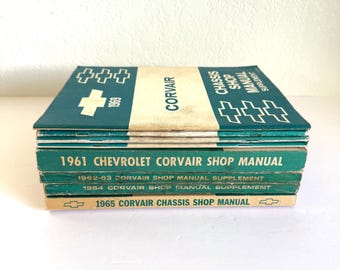 1965
CORVAIR
CHASSIS
SHOP
MANUAL
SUPPLEMENT
1961 CHEVROLET CORVAIR SHOP MANUAL
1962-63 CORVAIR SHOP MANUAL SUPPLEMENT
1964 CORVAIR SHOP MANUAL SUPPLEMENT
1965 CORVAIR CHASSIS SHOP MANUAL